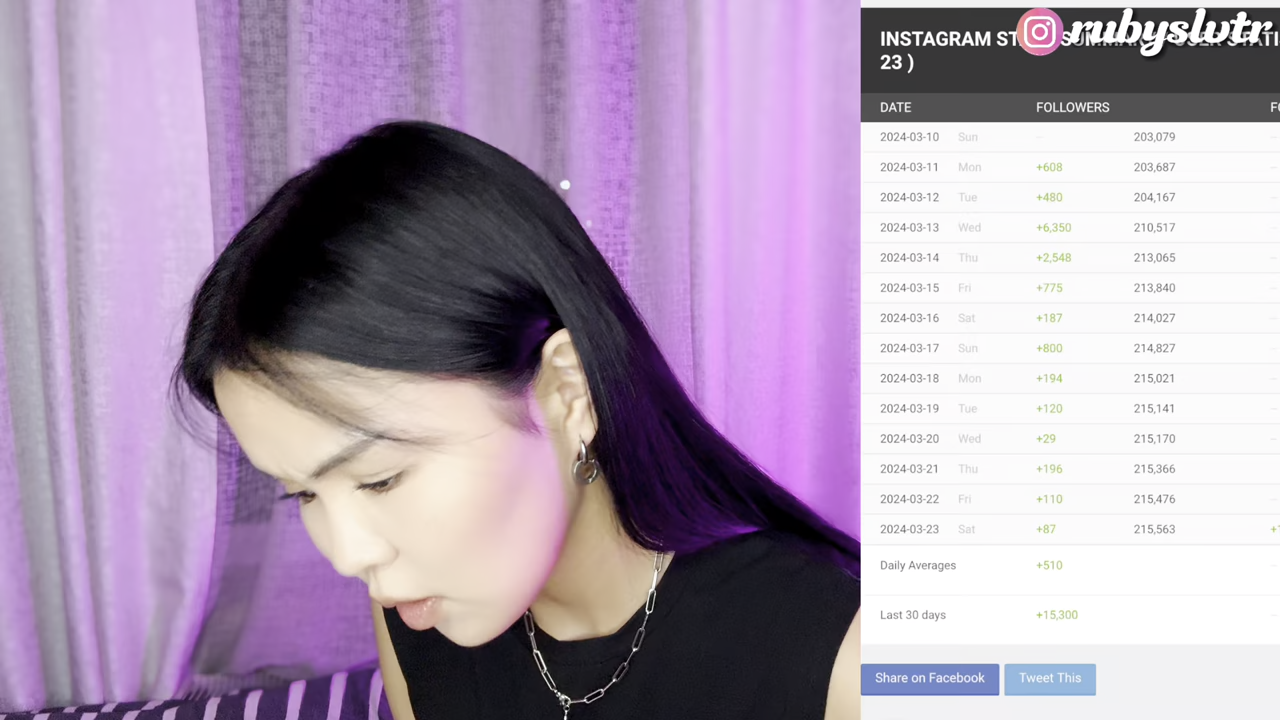 rubyslvtr
INSTAGRAM
23 )
DATE FOLLOWERS
2024-03-10 Sun -- 203,079
2024-03-11 Mon +608 203,687
2024-03-12 Tue +480 204,167
2024-03-13 Wed +6,350 210,517
2024-03-14 Thu +2,548 213,065
2024-03-15 Fri +775 213,840
2024-03-16 Sat +187 214,027
2024-03-17 Sun +800 214,827
2024-03-18 Mon +194 215,021
2024-03-19 Tue +120 215,141
2024-03-20 Wed +29 215,170
2024-03-21 Thu +196 215,366
2024-03-22 Fri +110 215,476
2024-03-23 Sat +87 215,563
Daily Averages +510
Last 30 days +15,300
Share on Facebook Tweet This